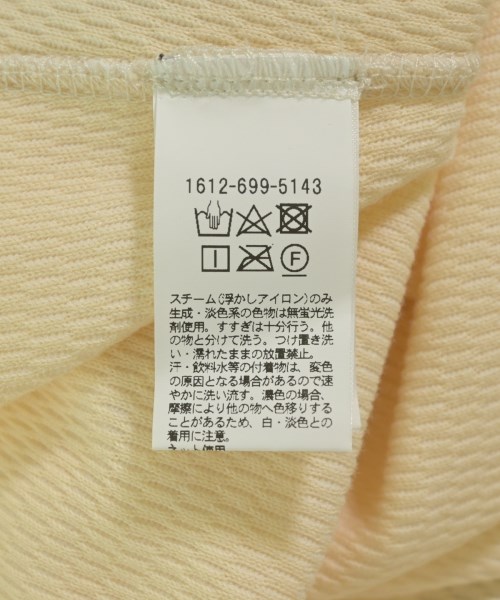 1612-699-5143
F
スチーム(浮かしアイロン)のみ
生成・淡色系の色物は無蛍光洗
剤使用。すすぎは十分行う。他
の物と分けて洗う。つけ置き洗
い・濡れたままの放置禁止。
汗・飲料水等の付着物は、変色
の原因となる場合があるので速
やかに洗い流す。濃色の場合、
摩擦により他の物へ色移りする
ことがあるため、白・淡色との
着用に注意。
ネット使用